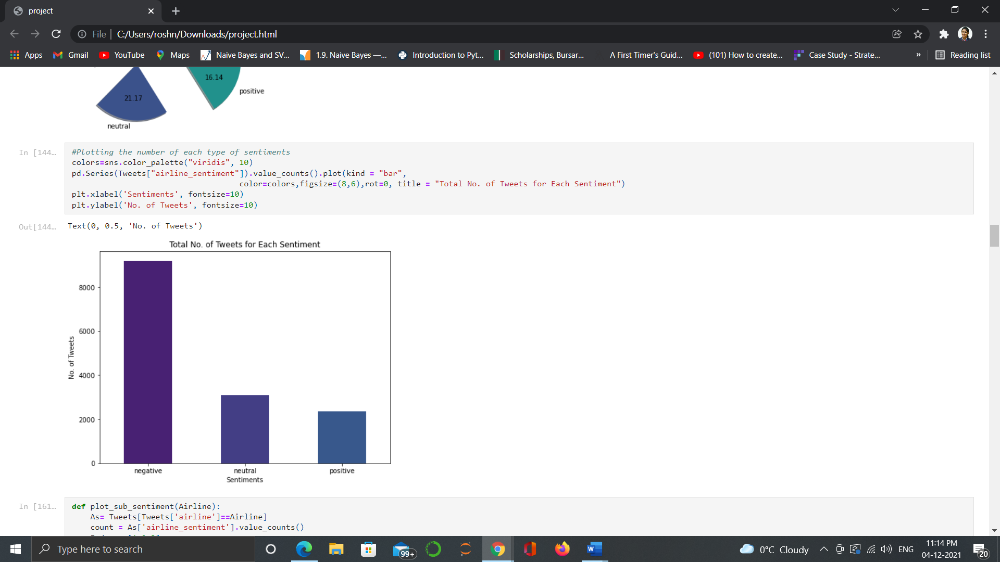 project
File
C:/Users/roshn/Downloads/project.html
Apps
Gmail
YouTube
Maps
Naive Bayes and SV...
1.9. Naive Bayes —...
Introduction to Pyt...
Scholarships, Bursar...
A First Timer's Guid...
(101) How to create...
Case Study - Strate...
»
Reading list
16.14
positive
21.17
neutral
In [144...
#Plotting the number of each type of sentiments
colors=sns.color_palette("viridis", 10)
pd.Series(Tweets["airline_sentiment"]).value_counts().plot(kind = "bar",
color=colors,figsize=(8,6),rot=0, title = "Total No. of Tweets for Each Sentiment")
plt.xlabel('Sentiments', fontsize=10)
plt.ylabel('No. of Tweets', fontsize=10)
Out[144...
Text(0, 0.5, 'No. of Tweets')
Total No. of Tweets for Each Sentiment
8000
6000
4000
2000
0
No. of Tweets
negative
neutral
positive
Sentiments
In [161...
def plot_sub_sentiment(Airline):
As= Tweets[Tweets['airline']==Airline]
count = As['airline_sentiment'].value_counts()
Type here to search
99+
0°C Cloudy
ENG
11:14 PM
04-12-2021
20